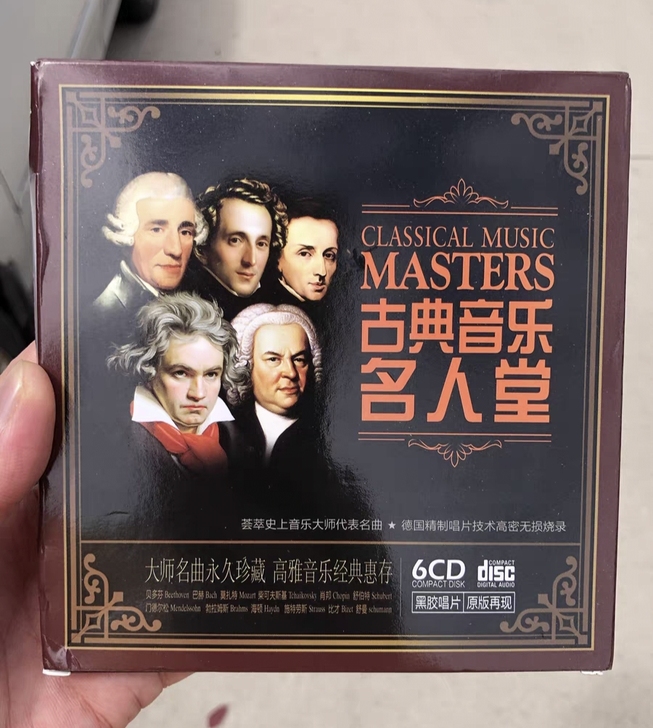 CLASSICAL MUSIC
MASTERS
古典音乐
名人堂
荟萃史上音乐大师代表名曲 ★ 德国精制唱片技术高密无损烧录
大师名曲永久珍藏 高雅音乐经典惠存
贝多芬 Beethoven 巴赫 Bach 莫扎特 Mozart 柴可夫斯基 Tchaikovsky 肖邦 Chopin 舒伯特 Schubert
门德尔松 Mendelssohn 勃拉姆斯 Brahms 海顿 Haydn 施特劳斯 Strauss 比才 Bizet 舒曼 schumann
6CD
COMPACT DISK
COMPACT
disc
DIGITAL AUDIO
黑胶唱片 原版再现